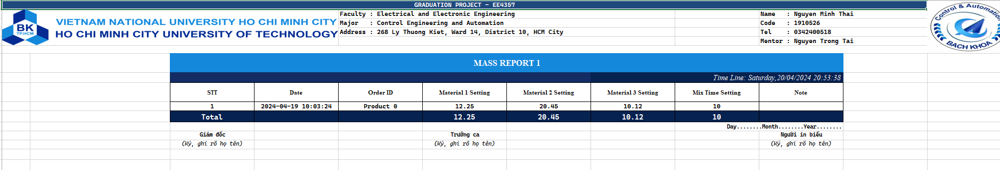 GRADUATION PROJECT - EE4357
BK
TP.HCM
VIETNAM NATIONAL UNIVERSITY HO CHI MINH CITY
HO CHI MINH CITY UNIVERSITY OF TECHNOLOGY
Faculty : Electrical and Electronic Engineering
Major : Control Engineering and Automation
Address : 268 Ly Thuong Kiet, Ward 14, District 10, HCM City
Name : Nguyen Minh Thai
Code : 1910526
Tel : 0342400518
Mentor : Nguyen Trong Tai
Control & Automation
BACH KHOA
MASS REPORT 1
Time Line: Saturday,20/04/2024 20:53:38
STT Date Order ID Material 1 Setting Material 2 Setting Material 3 Setting Mix Time Setting Note
1 2024-04-19 10:03:24 Product 0 12.25 20.45 10.12 10
Total 12.25 20.45 10.12 10
Day........Month........Year........
Giám đốc Trưởng ca Người in biểu
(Ký, ghi rõ họ tên) (Ký, ghi rõ họ tên) (Ký, ghi rõ họ tên)